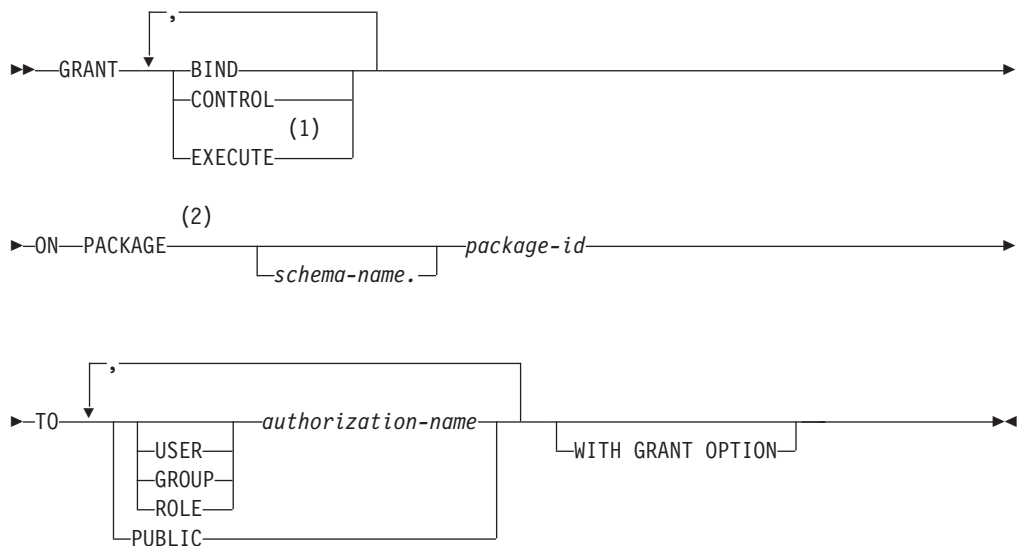 ,
GRANT BIND
CONTROL
(1)
EXECUTE
(2)
ON PACKAGE package-id
schema-name.
,
TO authorization-name
USER WITH GRANT OPTION
GROUP
ROLE
PUBLIC